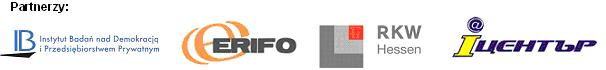 Partnerzy:
IB
Instytut Badań nad Demokracją
i Przedsiębiorstwem Prywatnym
ERIFO
RKW
Hessen
@
iЦЕНТЪР